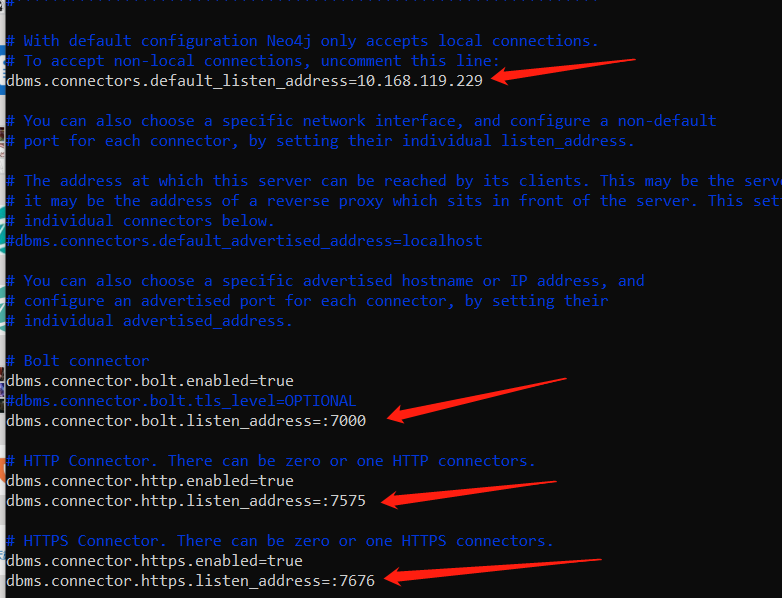 # With default configuration Neo4j only accepts local connections.
# To accept non-local connections, uncomment this line:
dbms.connectors.default_listen_address=10.168.119.229
# You can also choose a specific network interface, and configure a non-default
# port for each connector, by setting their individual listen_address.
# The address at which this server can be reached by its clients. This may be the
# it may be the address of a reverse proxy which sits in front of the server. This
# individual connectors below.
#dbms.connectors.default_advertised_address=localhost
# You can also choose a specific advertised hostname or IP address, and
# configure an advertised port for each connector, by setting their
# individual advertised_address.
# Bolt connector
dbms.connector.bolt.enabled=true
#dbms.connector.bolt.tls_level=OPTIONAL
dbms.connector.bolt.listen_address=:7000
# HTTP Connector. There can be zero or one HTTP connectors.
dbms.connector.http.enabled=true
dbms.connector.http.listen_address=:7575
# HTTPS Connector. There can be zero or one HTTPS connectors.
dbms.connector.https.enabled=true
dbms.connector.https.listen_address=:7676